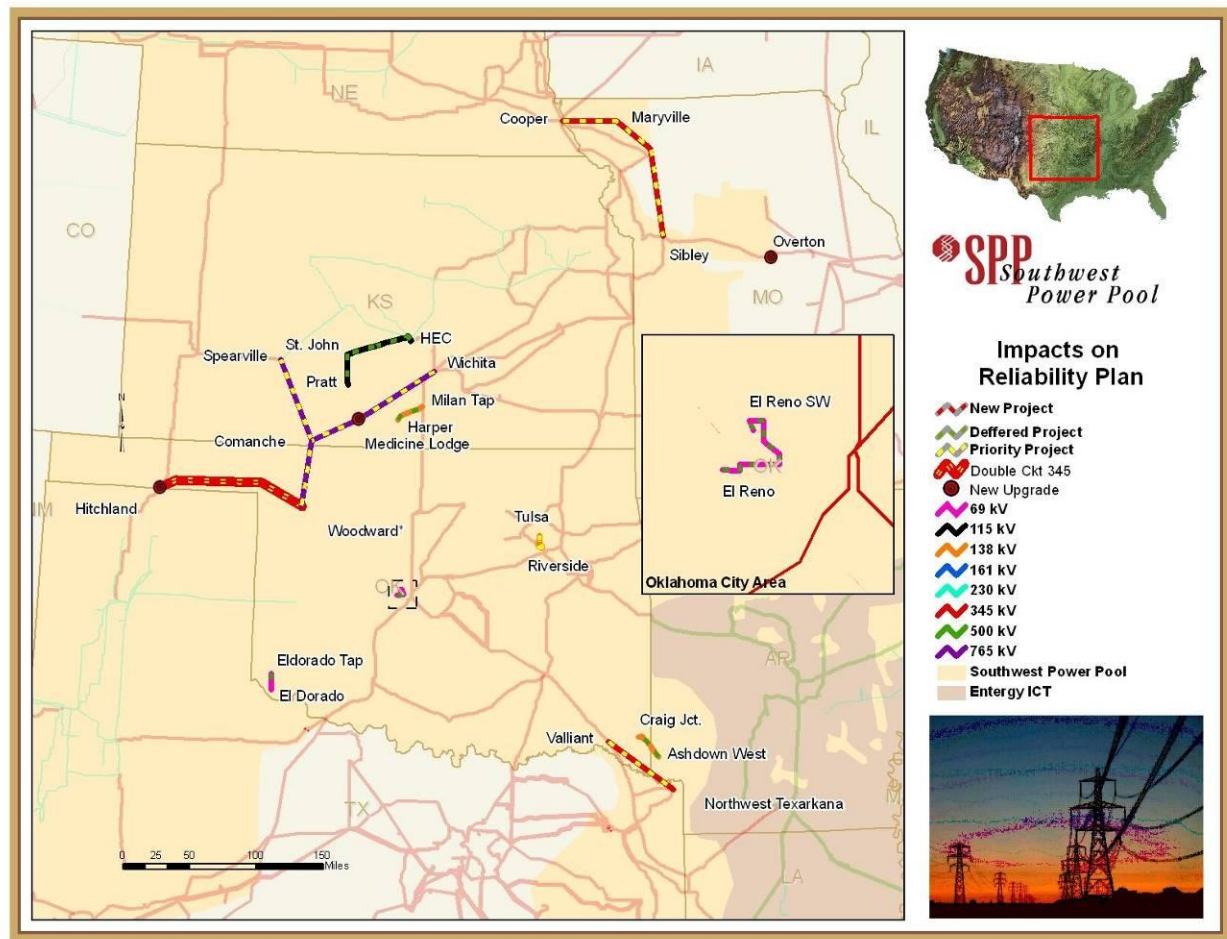 IA
NE
Cooper
Maryville
IL
CO
Sibley
Overton
MO
KS
St. John
HEC
Spearville
Wichita
Pratt
Milan Tap
Harper
Comanche
Medicine Lodge
Hitchland
Woodward*
Tulsa
Riverside
OK
Eldorado Tap
El Dorado
AR
Craig Jct.
Valliant
Ashdown West
TX
Northwest Texarkana
LA
N
0 25 50 100 150
Miles
El Reno SW
OK
El Reno
Oklahoma City Area
SPP
Southwest
Power Pool
Impacts on
Reliability Plan
New Project
Deffered Project
Priority Project
Double Ckt 345
New Upgrade
69 kV
115 kV
138 kV
161 kV
230 kV
345 kV
500 kV
765 kV
Southwest Power Pool
Entergy ICT